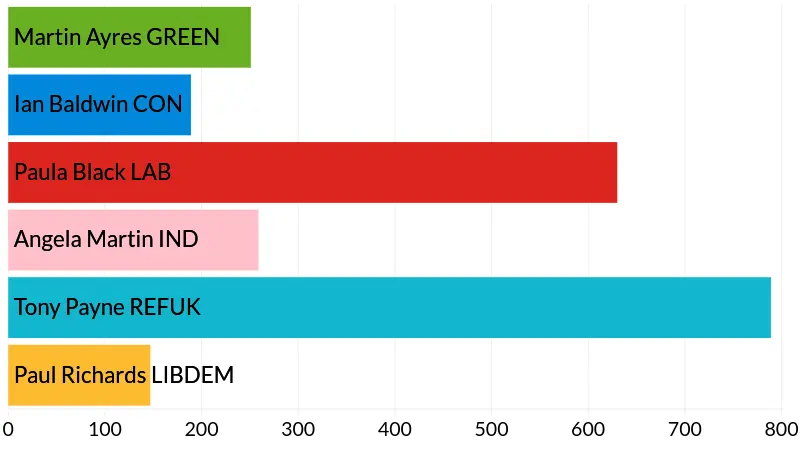 Martin Ayres GREEN
Ian Baldwin CON
Paula Black LAB
Angela Martin IND
Tony Payne REFUK
Paul Richards LIBDEM
0 100 200 300 400 500 600 700 800